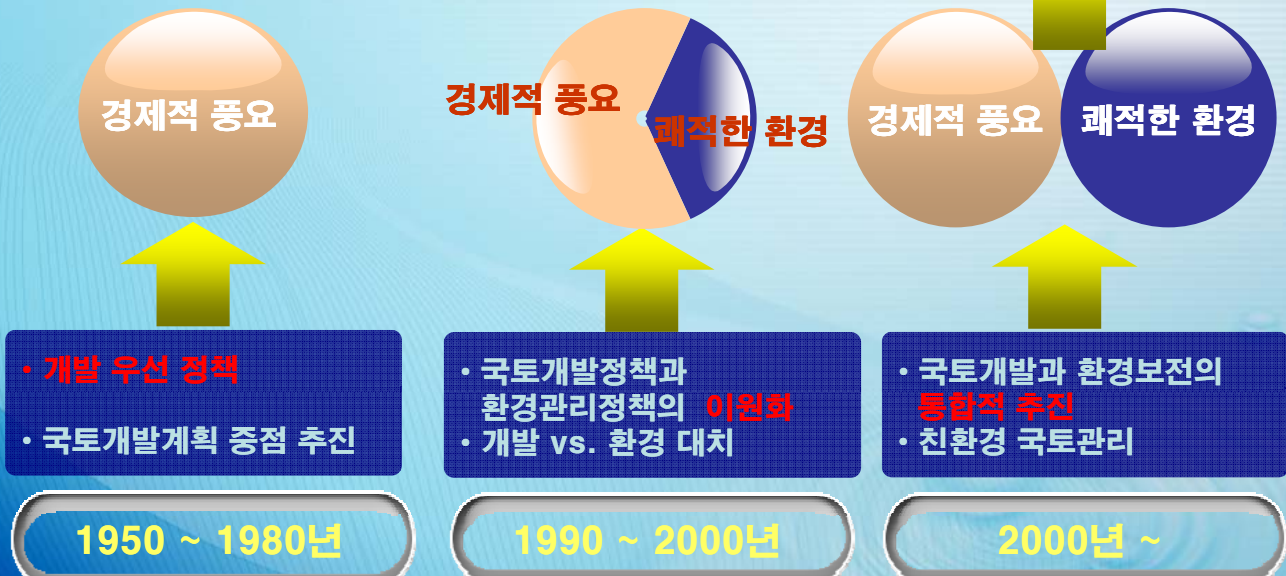 경제적 풍요
경제적 풍요
쾌적한 환경
경제적 풍요
쾌적한 환경
• 개발 우선 정책
• 국토개발계획 중점 추진
• 국토개발정책과
환경관리정책의 이원화
• 개발 vs. 환경 대치
• 국토개발과 환경보전의
통합적 추진
• 친환경 국토관리
1950 ~ 1980년
1990 ~ 2000년
2000년 ~